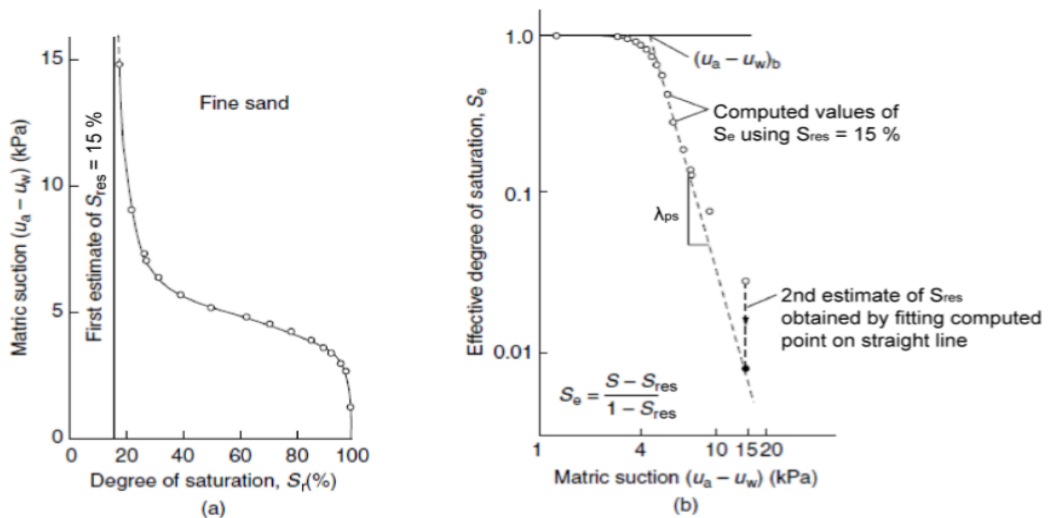 15
10
5
0
Matric suction (uₐ – u_w) (kPa)
First estimate of Sres = 15 %
Fine sand
0 20 40 60 80 100
Degree of saturation, Sᵣ(%)
(a)
1.0
0.1
0.01
Effective degree of saturation, Sₑ
(uₐ – u_w)b
Computed values of
Se using Sres = 15 %
λps
2nd estimate of Sres
obtained by fitting computed
point on straight line
Sₑ = S – Sres / 1 – Sres
1 4 10 15 20
Matric suction (uₐ – u_w) (kPa)
(b)